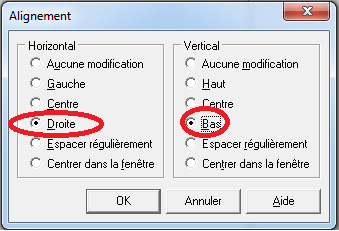 Alignement
Horizontal
Aucune modification
Gauche
Centre
Droite
Espacer régulièrement
Centrer dans la fenêtre
Vertical
Aucune modification
Haut
Centre
Bas
Espacer régulièrement
Centrer dans la fenêtre
OK
Annuler
Aide